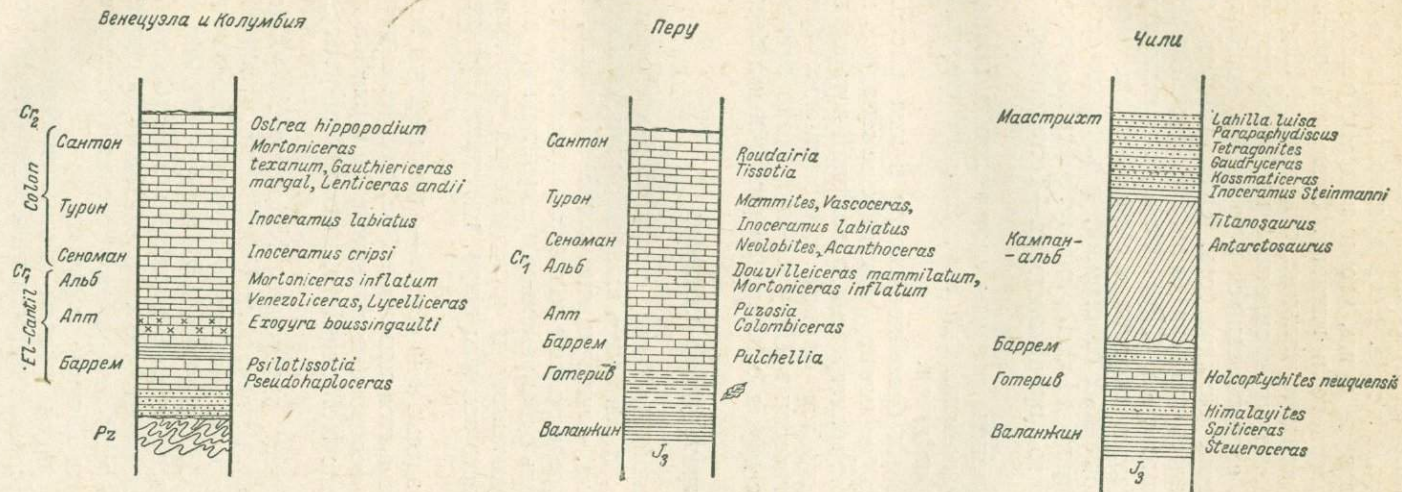 Венецуэла и Колумбия
Cr₂
Colon
Cr₁
El-Cantil
Сантон
Турон
Сеноман
Альб
Апт
Баррем
Pz
Ostrea hippopodium
Mortoniceras
texanum, Gauthiericeras
margal, Lenticeras andii
Inoceramus labiatus
Inoceramus cripsi
Mortoniceras inflatum
Venezoliceras, Lycelliceras
Exogyra boussingaulti
Psilotissotia
Pseudohaploceras
Перу
Cr₁
Сантон
Турон
Сеноман
Альб
Апт
Баррем
Готерив
Валанжин
J₃
Roudairia
Tissotia
Mammites, Vascoceras,
Inoceramus labiatus
Neolobites, Acanthoceras
Douvilleiceras mammilatum,
Mortoniceras inflatum
Puzosia
Colombiceras
Pulchellia
Чили
Маастрихт
Кампан-
-альб
Баррем
Готерив
Валанжин
J₃
Lahilla luisa
Parapaphydiscus
Tetragonites
Gaudryceras
Kossmaticeras
Inoceramus Steinmanni
Titanosaurus
Antarctosaurus
Holcoptychites neuquensis
Himalayites
Spiticeras
Steueroceras